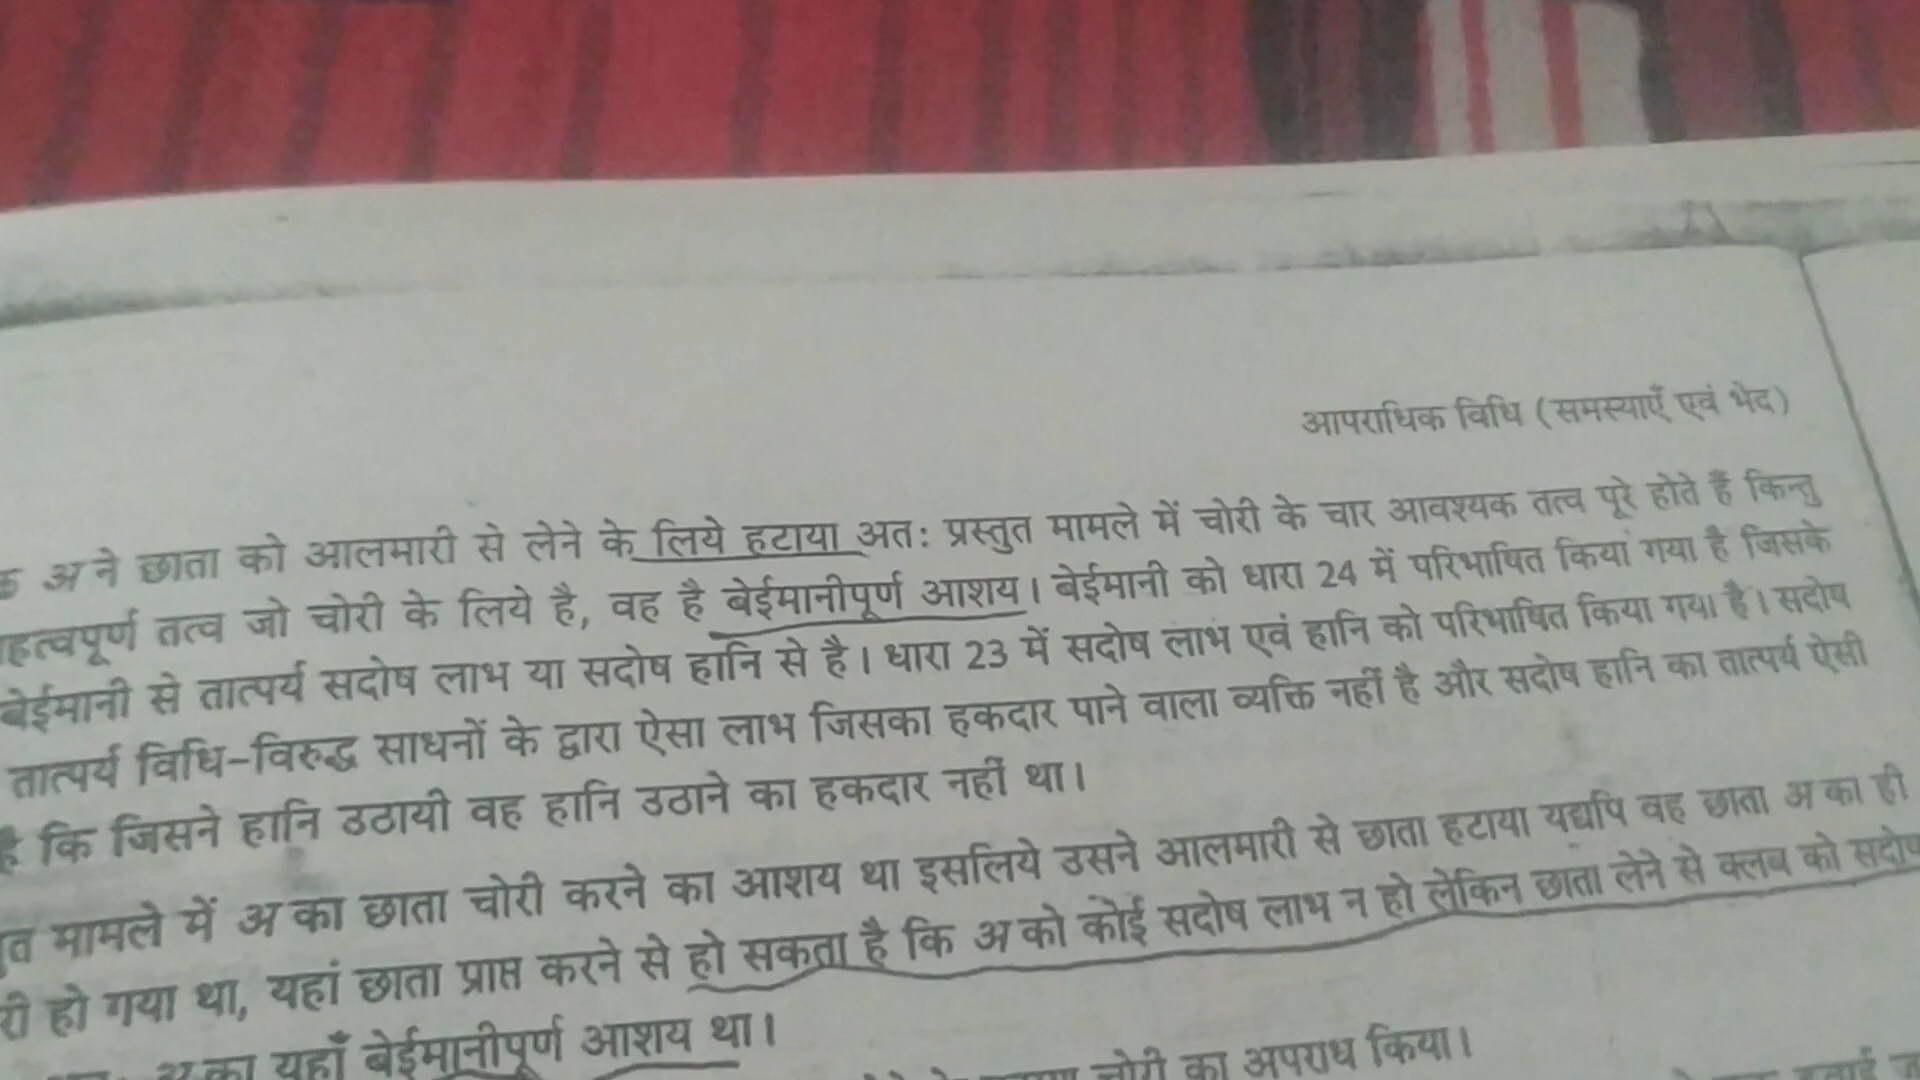 आपराधिक विधि (समस्याएँ एवं भेद)
अ ने छाता को आलमारी से लेने के लिये हटाया अतः प्रस्तुत मामले में चोरी के चार आवश्यक तत्व पूरे होते हैं किन्तु
हत्वपूर्ण तत्व जो चोरी के लिये है, वह है बेईमानीपूर्ण आशय। बेईमानी को धारा 24 में परिभाषित किया गया है जिसके
बेईमानी से तात्पर्य सदोष लाभ या सदोष हानि से है। धारा 23 में सदोष लाभ एवं हानि को परिभाषित किया गया है। सदोष
तात्पर्य विधि-विरुद्ध साधनों के द्वारा ऐसा लाभ जिसका हकदार पाने वाला व्यक्ति नहीं है और सदोष हानि का तात्पर्य ऐसी
है कि जिसने हानि उठायी वह हानि उठाने का हकदार नहीं था।
त मामले में अ का छाता चोरी करने का आशय था इसलिये उसने आलमारी से छाता हटाया यद्यपि वह छाता अ का ही
री हो गया था, यहां छाता प्राप्त करने से हो सकता है कि अ को कोई सदोष लाभ न हो लेकिन छाता लेने से क्लब को सदोष
अ का यहाँ बेईमानीपूर्ण आशय था।
चोरी का अपराध किया।